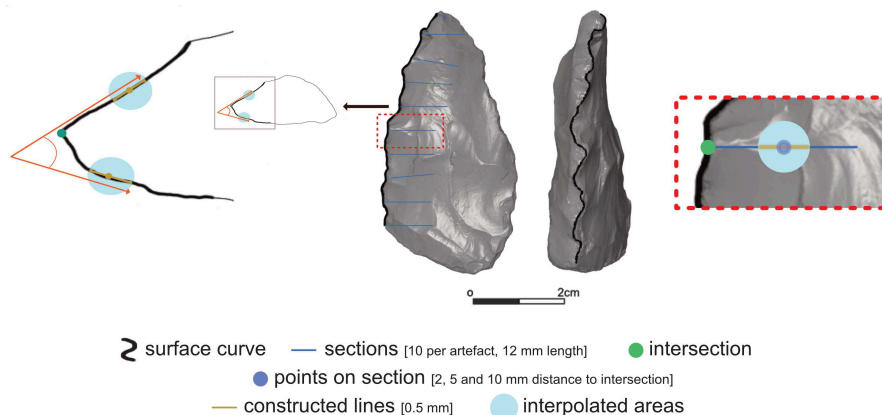 o 2cm
surface curve sections [10 per artefact, 12 mm length] intersection
points on section [2, 5 and 10 mm distance to intersection]
constructed lines [0.5 mm] interpolated areas